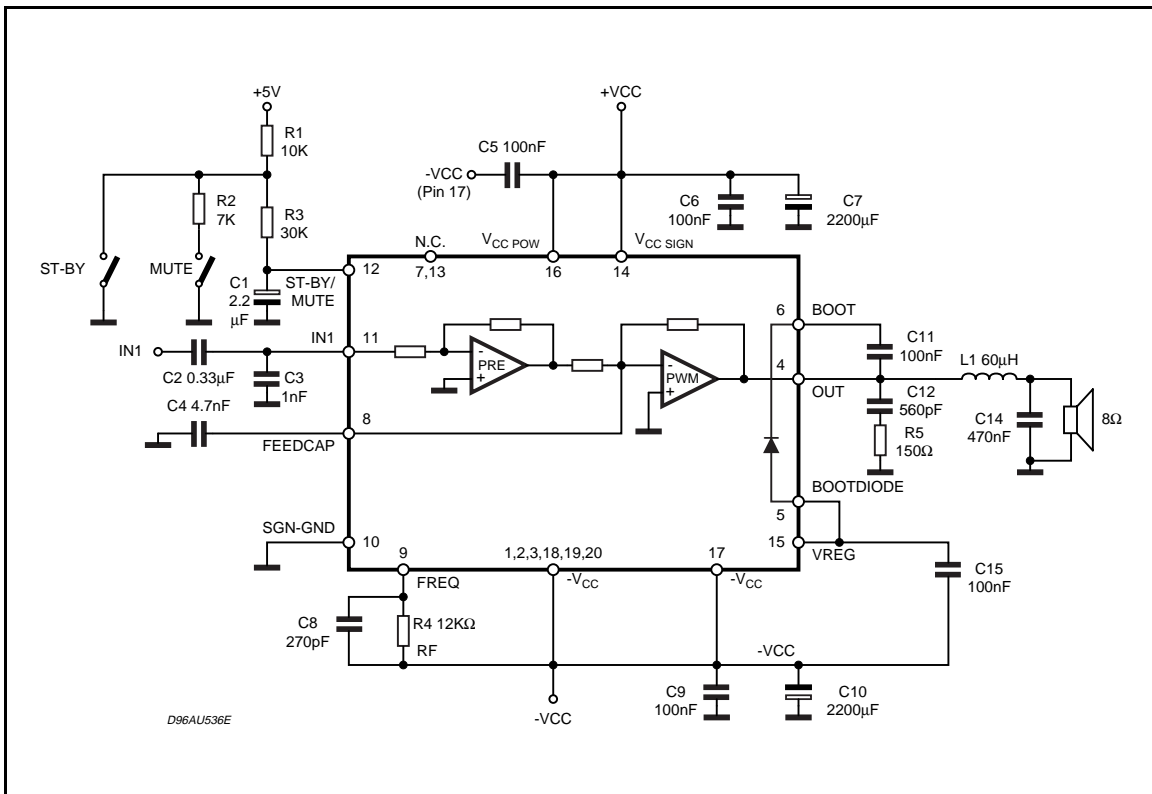 +5V
R1
10K
+VCC
C5 100nF
-VCC
(Pin 17)
R2
7K
R3
30K
C6
100nF
C7
2200µF
N.C.
7,13
VCC POW
16
VCC SIGN
14
ST-BY
MUTE
C1
2.2
µF
12
ST-BY/
MUTE
6
BOOT
IN1
11
IN1
C2 0.33µF
C3
1nF
C4 4.7nF
-
PRE
+
-
PWM
+
C11
100nF
4
OUT
L1 60µH
C12
560pF
R5
150Ω
C14
470nF
8Ω
8
FEEDCAP
BOOTDIODE
5
SGN-GND
10
15
VREG
9
FREQ
1,2,3,18,19,20
-VCC
17
-VCC
C15
100nF
C8
270pF
R4 12KΩ
RF
-VCC
-VCC
C9
100nF
C10
2200µF
D96AU536E